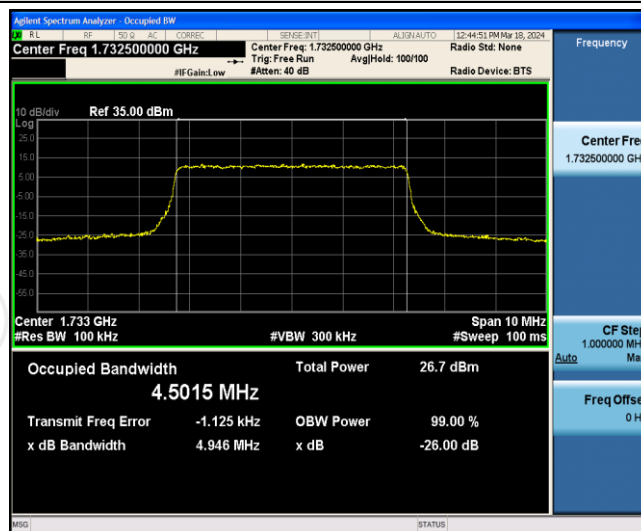 Agilent Spectrum Analyzer - Occupied BW
RL RF 50 Ω AC CORREC SENSE:INT ALIGNAUTO 12:44:51 PM Mar 18, 2024
Center Freq 1.732500000 GHz Center Freq: 1.732500000 GHz Radio Std: None
Trig: Free Run Avg|Hold: 100/100
#IFGain:Low #Atten: 40 dB Radio Device: BTS
Frequency
10 dB/div Ref 35.00 dBm
Log
25.0
15.0
5.00
-5.00
-15.0
-25.0
-35.0
-45.0
-55.0
Center Fre
1.732500000 GH
Center 1.733 GHz Span 10 MHz
#Res BW 100 kHz #VBW 300 kHz #Sweep 100 ms
CF Ste
1.000000 MH
Auto Ma
Occupied Bandwidth Total Power 26.7 dBm
4.5015 MHz
Transmit Freq Error -1.125 kHz OBW Power 99.00 %
x dB Bandwidth 4.946 MHz x dB -26.00 dB
Freq Offse
0 H
MSG STATUS